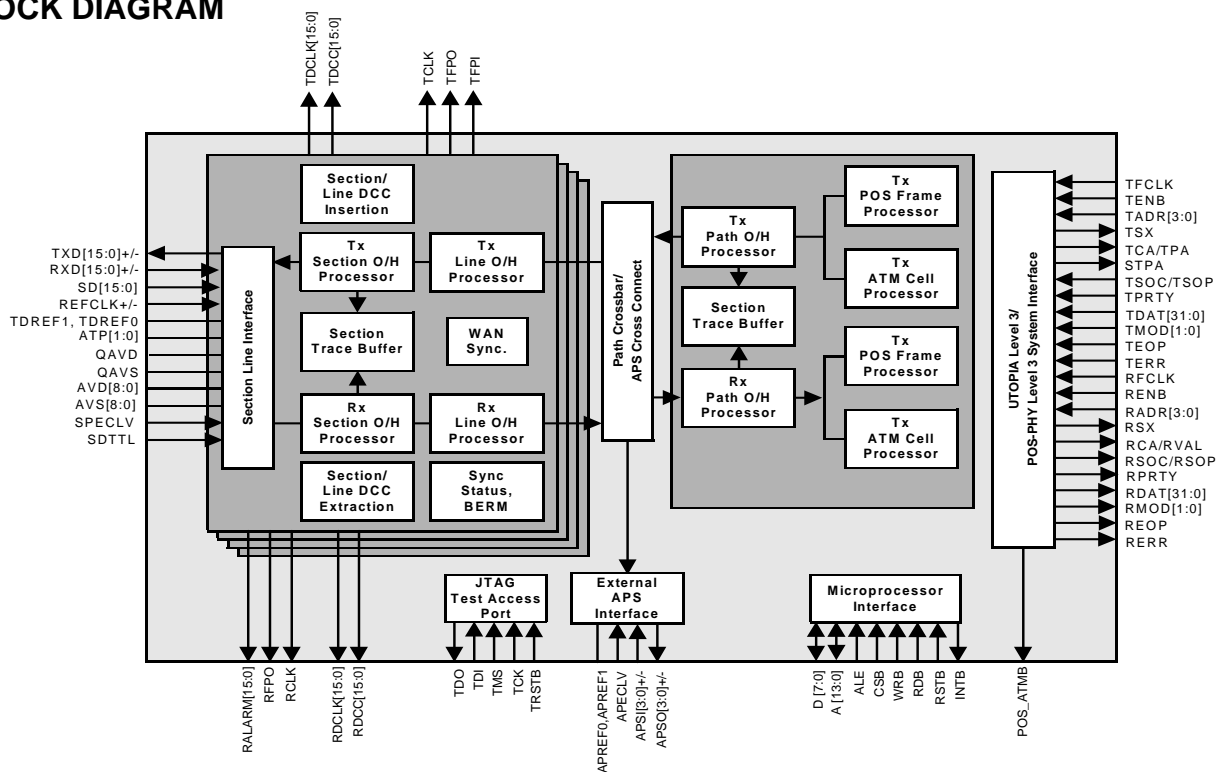 OCK DIAGRAM
TDCLK[15:0]
TDCC[15:0]
TCLK
TFPO
TFPI
TXD[15:0]+/-
RXD[15:0]+/-
SD[15:0]
REFCLK+/-
TDREF1, TDREF0
ATP[1:0]
QAVD
QAVS
AVD[8:0]
AVS[8:0]
SPECLV
SDTTL
Section Line Interface
Section/
Line DCC
Insertion
Tx
Section O/H
Processor
Tx
Line O/H
Processor
Section
Trace Buffer
WAN
Sync.
Rx
Section O/H
Processor
Rx
Line O/H
Processor
Section/
Line DCC
Extraction
Sync
Status,
BERM
Path Crossbar/
APS Cross Connect
Tx
Path O/H
Processor
Section
Trace Buffer
Rx
Path O/H
Processor
Tx
POS Frame
Processor
Tx
ATM Cell
Processor
Tx
POS Frame
Processor
Tx
ATM Cell
Processor
UTOPIA Level 3/
POS-PHY Level 3 System Interface
TFCLK
TENB
TADR[3:0]
TSX
TCA/TPA
STPA
TSOC/TSOP
TPRTY
TDAT[31:0]
TMOD[1:0]
TEOP
TERR
RFCLK
RENB
RADR[3:0]
RSX
RCA/RVAL
RSOC/RSOP
RPRTY
RDAT[31:0]
RMOD[1:0]
REOP
RERR
JTAG
Test Access
Port
External
APS
Interface
Microprocessor
Interface
RALARM[15:0]
RFPO
RCLK
RDCLK[15:0]
RDCC[15:0]
TDO
TDI
TMS
TCK
TRSTB
APREF0,APREF1
APECLV
APSI[3:0]+/-
APSO[3:0]+/-
D [7:0]
A [13:0]
ALE
CSB
WRB
RDB
RSTB
INTB
POS_ATMB